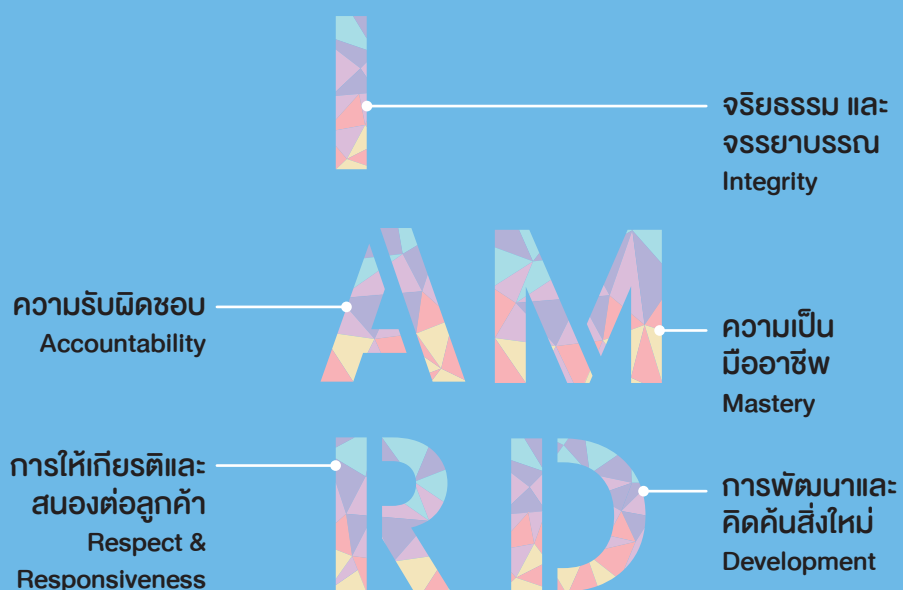 I
จริยธรรม และ
จรรยาบรรณ
Integrity
AM
ความรับผิดชอบ
Accountability
ความเป็น
มืออาชีพ
Mastery
RD
การให้เกียรติและ
สนองต่อลูกค้า
Respect &
Responsiveness
การพัฒนาและ
คิดค้นสิ่งใหม่
Development